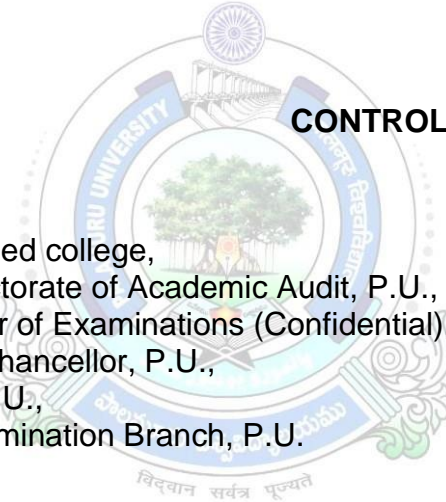 CONTROL
ed college,
torate of Academic Audit, P.U.,
r of Examinations (Confidential)
hancellor, P.U.,
.U.,
mination Branch, P.U.
विद्वान सर्वत्र पूज्यते